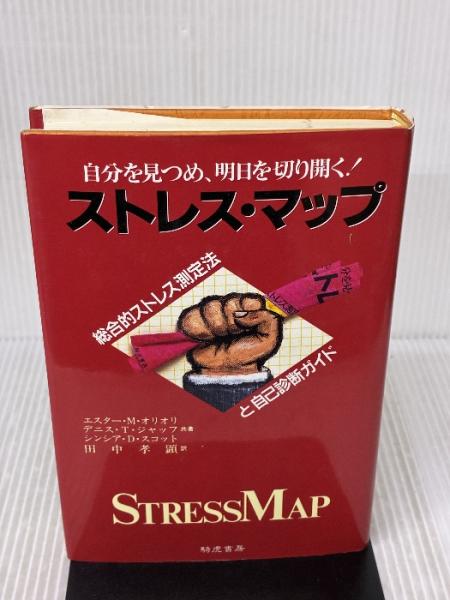 自分を見つめ、明日を切り開く!
ストレス・マップ
総合的ストレス測定法
と自己診断ガイド
エスター・M・オリオリ
デニス・T・ジャッフ 共著
シンシア・D・スコット
田中孝顕 訳
STRESSMAP
騎虎書房